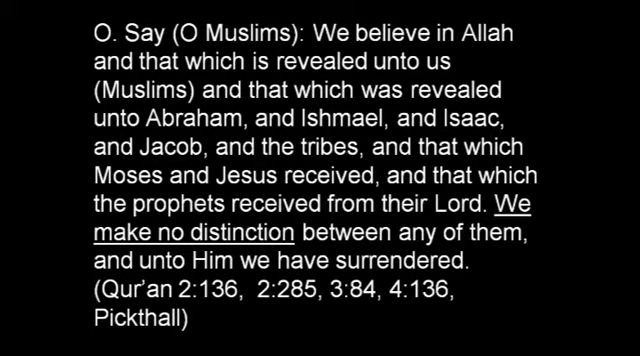 O. Say (O Muslims): We believe in Allah
and that which is revealed unto us
(Muslims) and that which was revealed
unto Abraham, and Ishmael, and Isaac,
and Jacob, and the tribes, and that which
Moses and Jesus received, and that which
the prophets received from their Lord. We
make no distinction between any of them,
and unto Him we have surrendered.
(Qur’an 2:136,  2:285, 3:84, 4:136,
Pickthall)